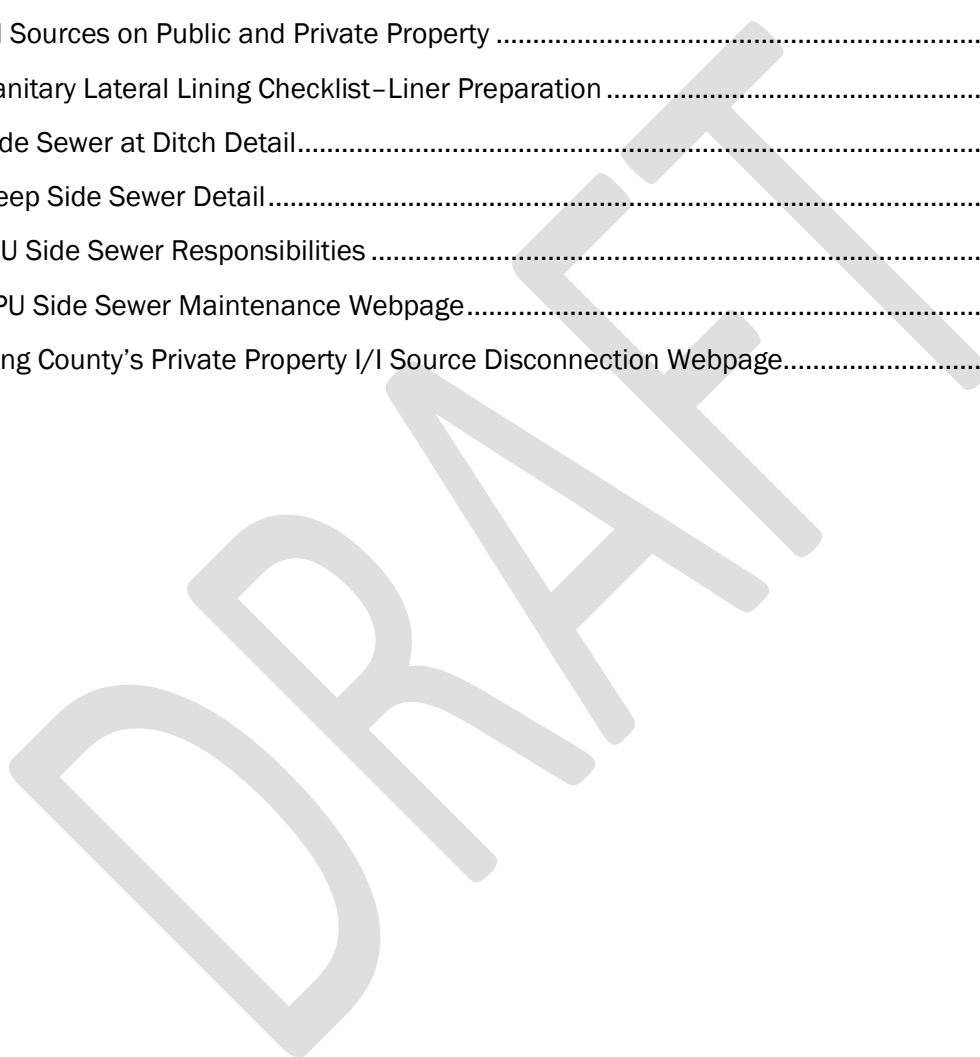 Sources on Public and Private Property ....................................................................
anitary Lateral Lining Checklist–Liner Preparation ....................................................
de Sewer at Ditch Detail..............................................................................................
eep Side Sewer Detail..................................................................................................
U Side Sewer Responsibilities ....................................................................................
PU Side Sewer Maintenance Webpage.......................................................................
ng County’s Private Property I/I Source Disconnection Webpage...........................
DRAFT